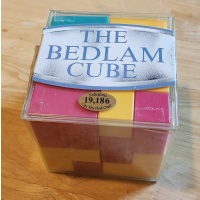 THE
BEDLAM
CUBE
19,186